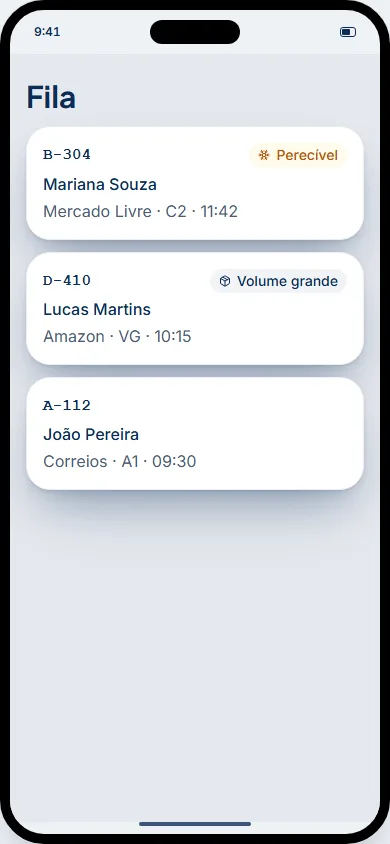 9:41
Fila
B-304
Perecível
Mariana Souza
Mercado Livre · C2 · 11:42
D-410
Volume grande
Lucas Martins
Amazon · VG · 10:15
A-112
João Pereira
Correios · A1 · 09:30